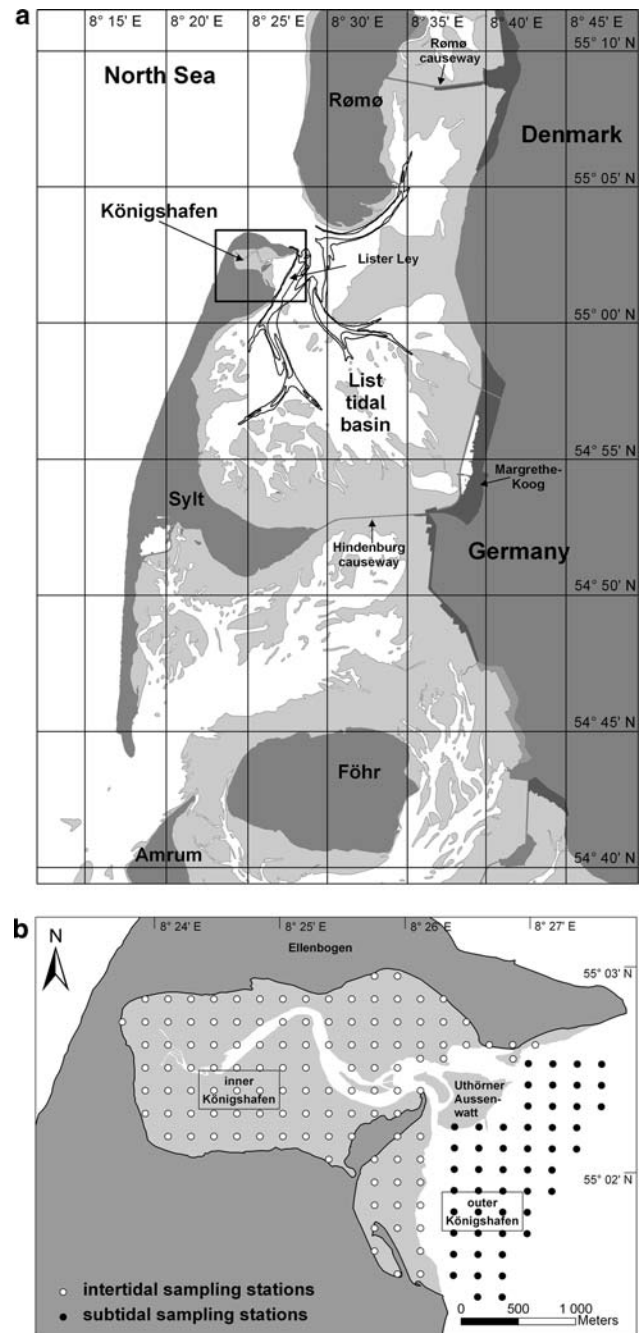 a
8° 15' E
8° 20' E
8° 25' E
8° 30' E
8° 35' E
8° 40' E
8° 45' E
55° 10' N
North Sea
Rømø
causeway
Rømø
Denmark
55° 05' N
Königshafen
Lister Ley
55° 00' N
List
tidal
basin
54° 55' N
Margrethe-
Koog
Sylt
Hindenburg
causeway
Germany
54° 50' N
54° 45' N
Föhr
Amrum
54° 40' N
b
8° 24' E
8° 25' E
8° 26' E
8° 27' E
N
Ellenbogen
55° 03' N
inner
Königshafen
Uthörner
Aussen-
watt
55° 02' N
outer
Königshafen
intertidal sampling stations
subtidal sampling stations
0 500 1 000
Meters